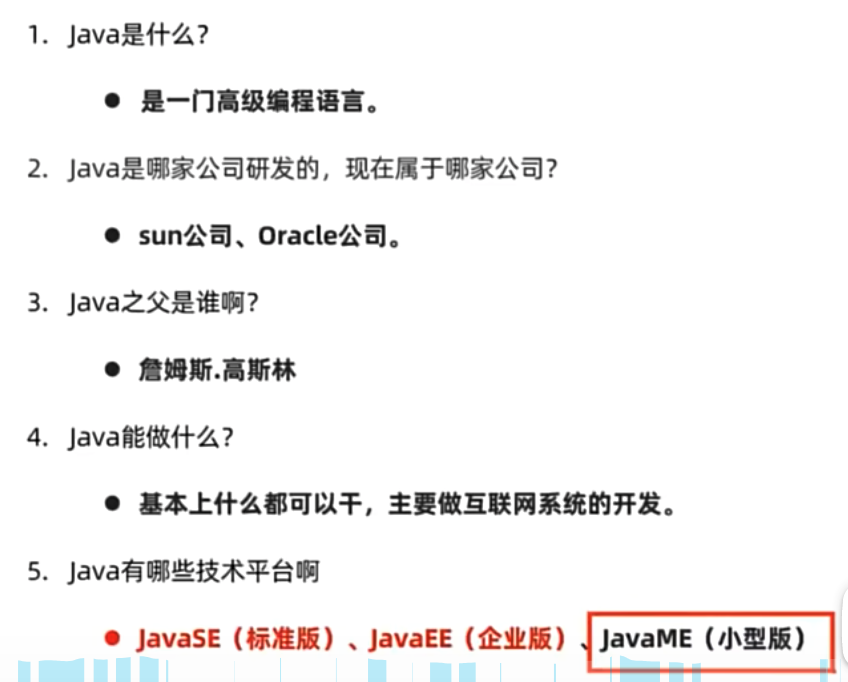 1. Java是什么?
● 是一门高级编程语言。
2. Java是哪家公司研发的，现在属于哪家公司?
● sun公司、Oracle公司。
3. Java之父是谁啊?
● 詹姆斯.高斯林
4. Java能做什么?
● 基本上什么都可以干，主要做互联网系统的开发。
5. Java有哪些技术平台啊
● JavaSE（标准版）、JavaEE（企业版）、JavaME（小型版）